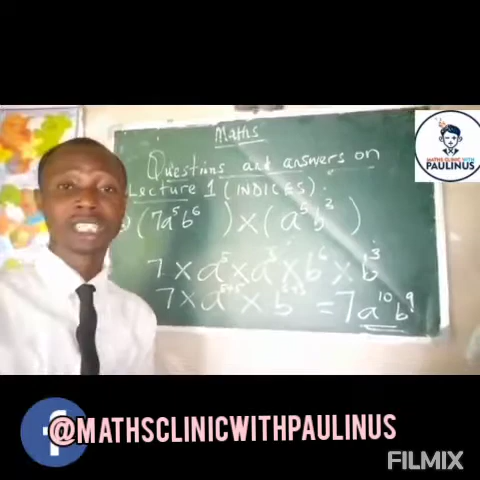 Maths
Questions and answers on
Lecture 1 (INDICES).
(7a⁵b⁶ ) × (a⁵b³ )
7 × a⁵ × a⁵ × b⁶ × b³
7 × a⁵⁺⁵ × b⁶⁺³ = 7a¹⁰b⁹
MATHS CLINIC WITH
PAULINUS
@MATHSCLINICWITHPAULINUS
FILMIX